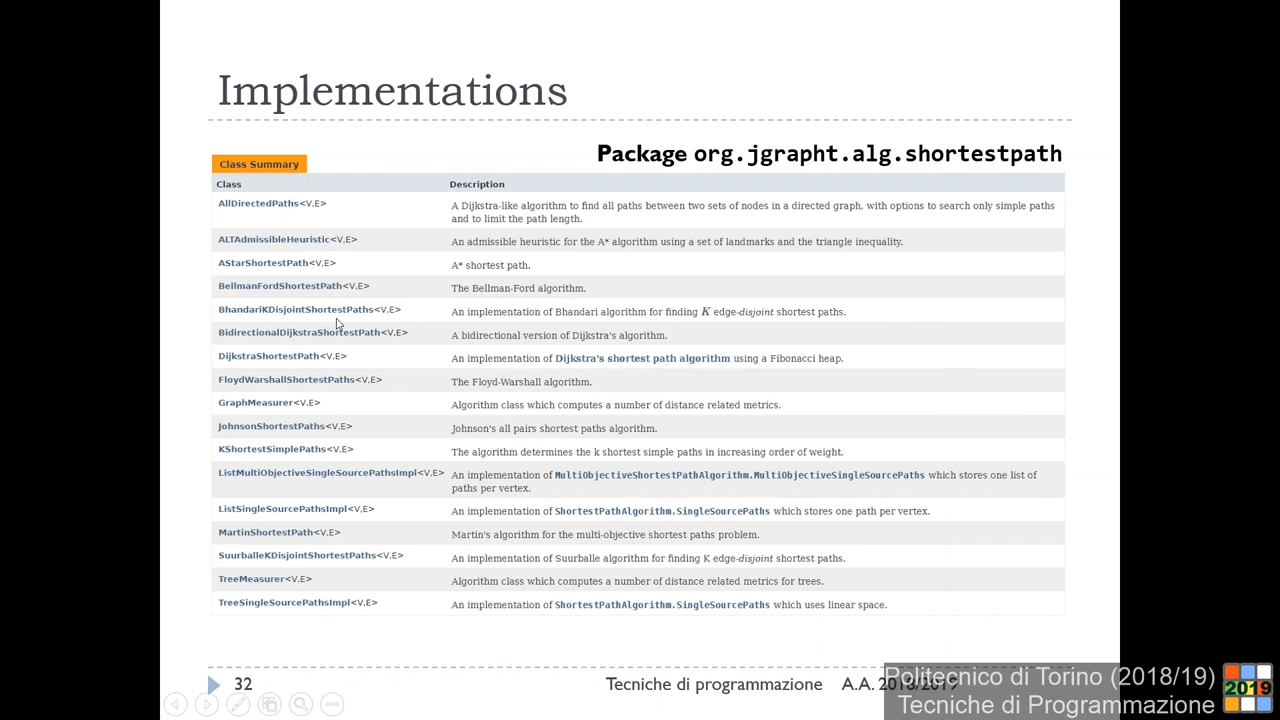 Implementations
Package org.jgrapht.alg.shortestpath
Class Summary
Class Description
AllDirectedPaths<V,E> A Dijkstra-like algorithm to find all paths between two sets of nodes in a directed graph, with options to search only simple paths
and to limit the path length.
ALTAdmissibleHeuristic<V,E> An admissible heuristic for the A* algorithm using a set of landmarks and the triangle inequality.
AStarShortestPath<V,E> A* shortest path.
BellmanFordShortestPath<V,E> The Bellman-Ford algorithm.
BhandariKDisjointShortestPaths<V,E> An implementation of Bhandari algorithm for finding K edge-disjoint shortest paths.
BidirectionalDijkstraShortestPath<V,E> A bidirectional version of Dijkstra's algorithm.
DijkstraShortestPath<V,E> An implementation of Dijkstra's shortest path algorithm using a Fibonacci heap.
FloydWarshallShortestPaths<V,E> The Floyd-Warshall algorithm.
GraphMeasurer<V,E> Algorithm class which computes a number of distance related metrics.
JohnsonShortestPaths<V,E> Johnson's all pairs shortest paths algorithm.
KShortestSimplePaths<V,E> The algorithm determines the k shortest simple paths in increasing order of weight.
ListMultiObjectiveSingleSourcePathsImpl<V,E> An implementation of MultiObjectiveShortestPathAlgorithm.MultiObjectiveSingleSourcePaths which stores one list of
paths per vertex.
ListSingleSourcePathsImpl<V,E> An implementation of ShortestPathAlgorithm.SingleSourcePaths which stores one path per vertex.
MartinShortestPath<V,E> Martin's algorithm for the multi-objective shortest paths problem.
SuurballeKDisjointShortestPaths<V,E> An implementation of Suurballe algorithm for finding K edge-disjoint shortest paths.
TreeMeasurer<V,E> Algorithm class which computes a number of distance related metrics for trees.
TreeSingleSourcePathsImpl<V,E> An implementation of ShortestPathAlgorithm.SingleSourcePaths which uses linear space.
32 Tecniche di programmazione A.A. 2018/2019
Politecnico di Torino (2018/19)
Tecniche di Programmazione
2019